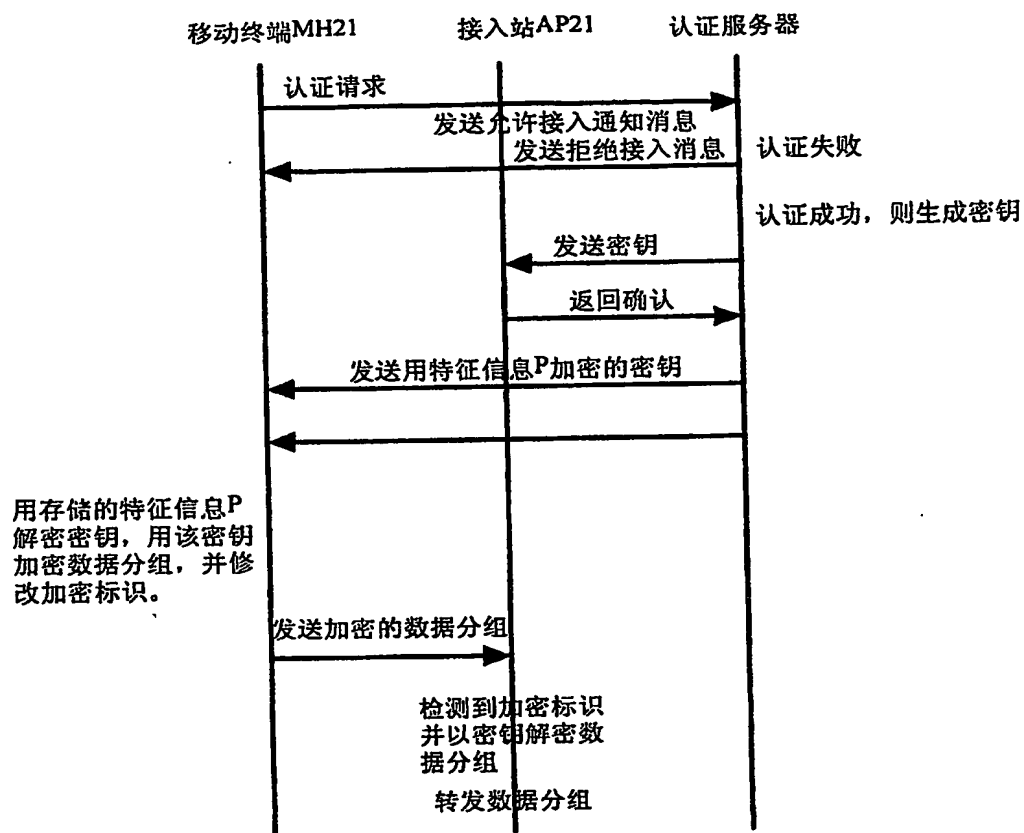 移动终端MH21
接入站AP21
认证服务器
认证请求
发送允许接入通知消息
发送拒绝接入消息
认证失败
认证成功，则生成密钥
发送密钥
返回确认
发送用特征信息P加密的密钥
用存储的特征信息P
解密密钥，用该密钥
加密数据分组，并修
改加密标识。
发送加密的数据分组
检测到加密标识
并以密钥解密数
据分组
转发数据分组